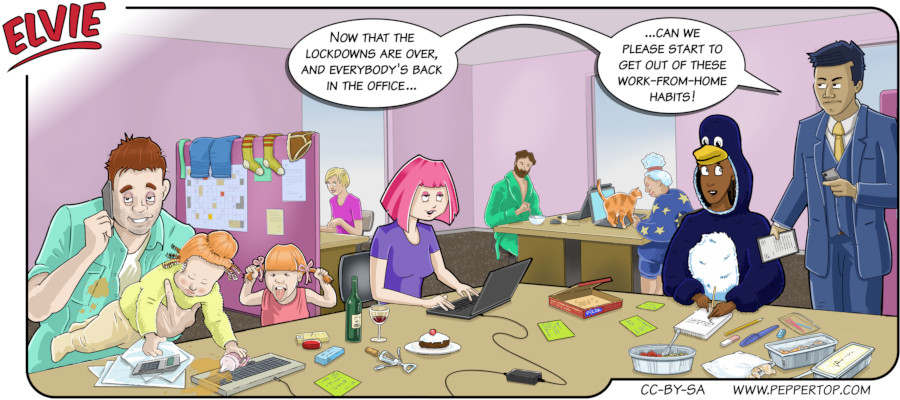 ELVIE
NOW THAT THE
LOCKDOWNS ARE OVER,
AND EVERYBODY'S BACK
IN THE OFFICE...
...CAN WE
PLEASE START TO
GET OUT OF THESE
WORK-FROM-HOME
HABITS!
PIZZA
CC-BY-SA
WWW.PEPPERTOP.COM